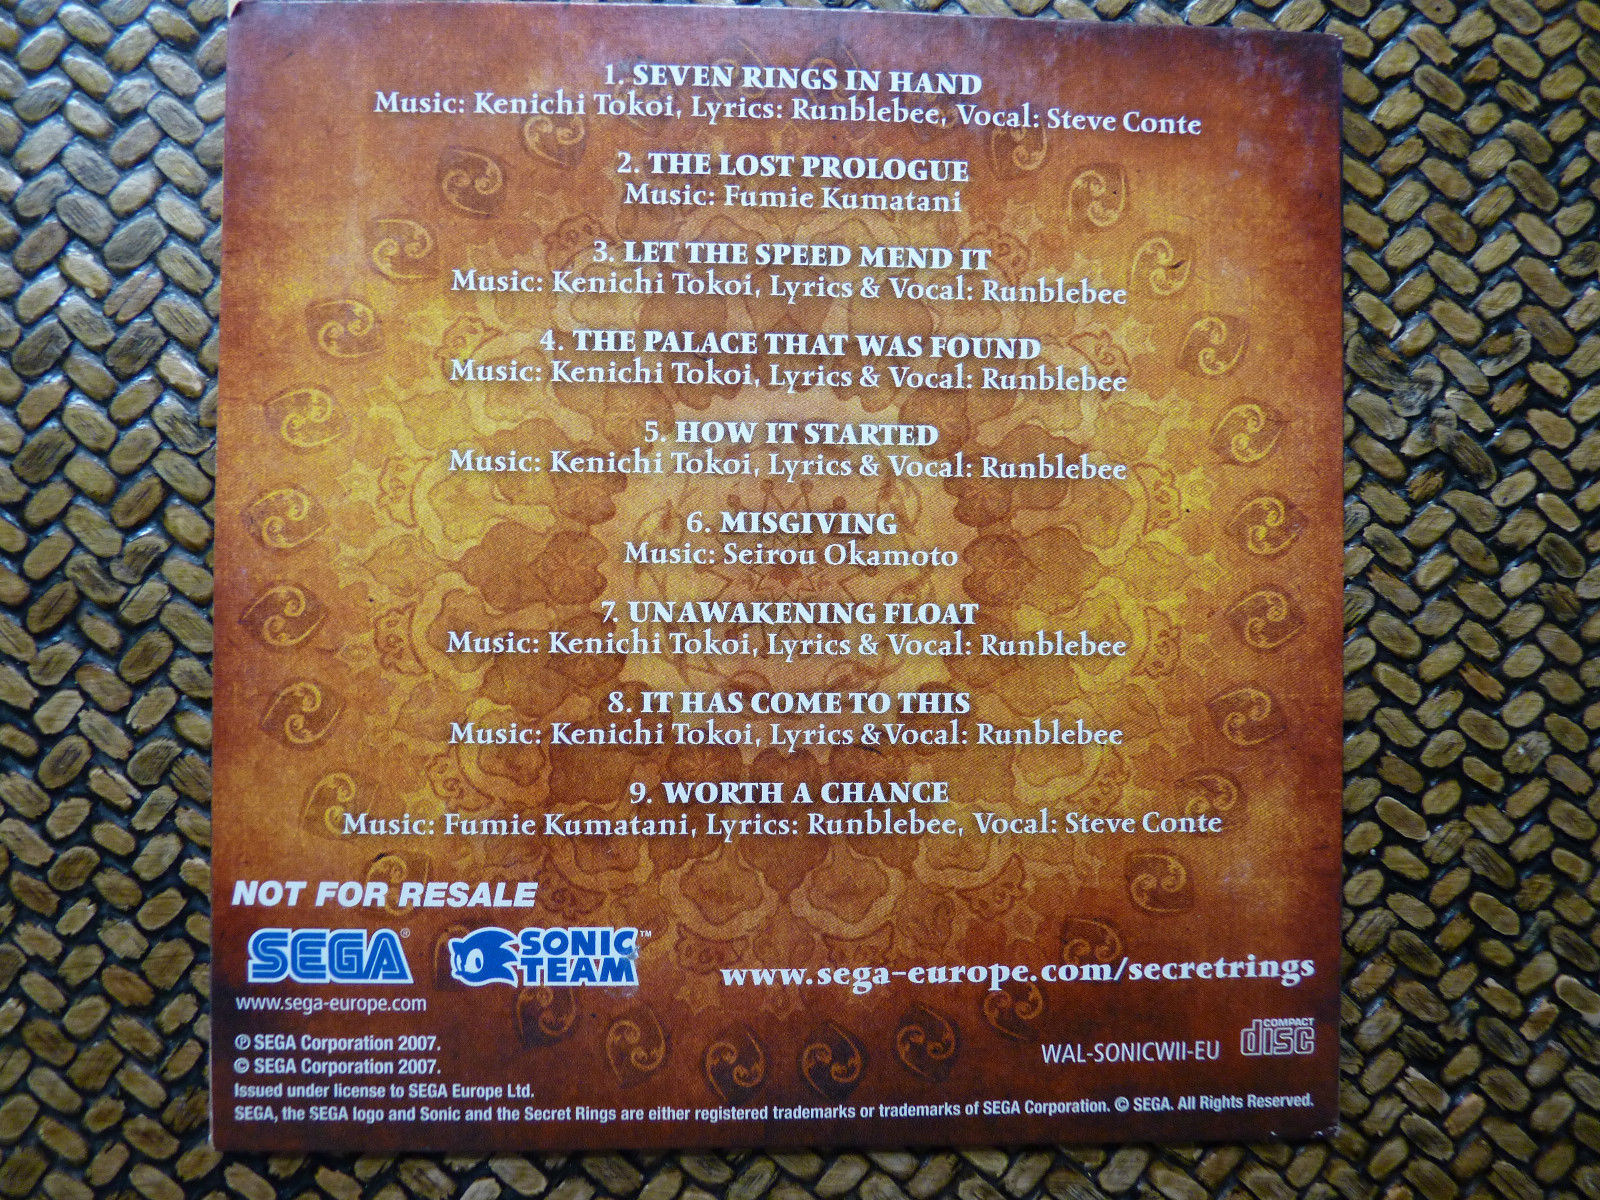 1. SEVEN RINGS IN HAND
Music: Kenichi Tokoi, Lyrics: Runblebee, Vocal: Steve Conte
2. THE LOST PROLOGUE
Music: Fumie Kumatani
3. LET THE SPEED MEND IT
Music: Kenichi Tokoi, Lyrics & Vocal: Runblebee
4. THE PALACE THAT WAS FOUND
Music: Kenichi Tokoi, Lyrics & Vocal: Runblebee
5. HOW IT STARTED
Music: Kenichi Tokoi, Lyrics & Vocal: Runblebee
6. MISGIVING
Music: Seirou Okamoto
7. UNAWAKENING FLOAT
Music: Kenichi Tokoi, Lyrics & Vocal: Runblebee
8. IT HAS COME TO THIS
Music: Kenichi Tokoi, Lyrics &Vocal: Runblebee
9. WORTH A CHANCE
Music: Fumie Kumatani, Lyrics: Runblebee, Vocal: Steve Conte
NOT FOR RESALE
SEGA®
SONIC TEAM™
www.sega-europe.com/secretrings
www.sega-europe.com
℗ SEGA Corporation 2007.
© SEGA Corporation 2007.
WAL-SONICWII-EU
COMPACT disc
Issued under license to SEGA Europe Ltd.
SEGA, the SEGA logo and Sonic and the Secret Rings are either registered trademarks or trademarks of SEGA Corporation. © SEGA. All Rights Reserved.